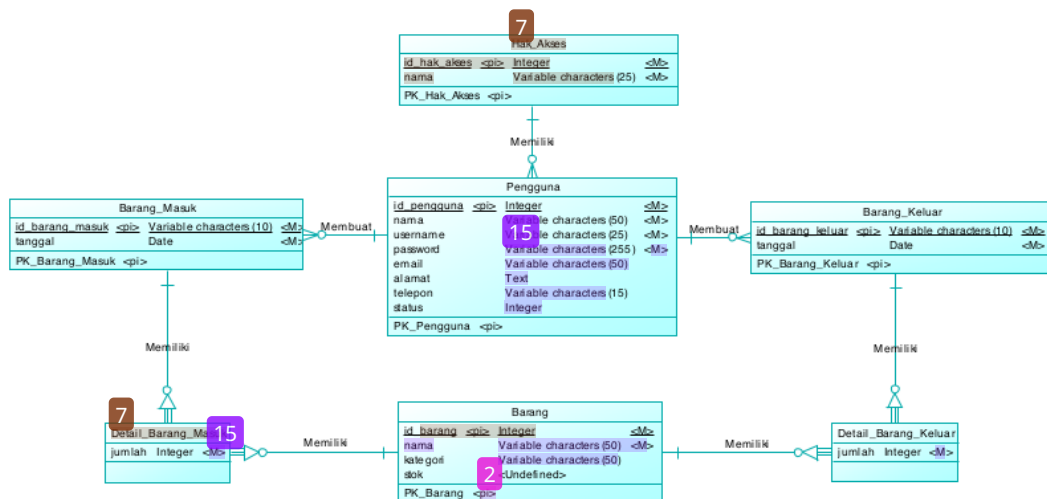 7
Hak_Akses
id_hak_akses <pi> Integer <M>
nama Variable characters (25) <M>
PK_Hak_Akses <pi>
Memiliki
Pengguna
id_pengguna <pi> Integer <M>
nama Variable characters (50) <M>
username Variable characters (25) <M>
15
password Variable characters (255) <M>
email Variable characters (50)
alamat Text
telepon Variable characters (15)
status Integer
PK_Pengguna <pi>
Barang_Masuk
id_barang_masuk <pi> Variable characters (10) <M>
tanggal Date <M>
PK_Barang_Masuk <pi>
Membuat
Membuat
Barang_Keluar
id_barang_keluar <pi> Variable characters (10) <M>
tanggal Date <M>
PK_Barang_Keluar <pi>
Memiliki
Memiliki
7
15
jumlah Integer <M>
Memiliki
Barang
id_barang <pi> Integer <M>
nama Variable characters (50) <M>
kategori Variable characters (50)
stok <Undefined>
2
PK_Barang <pi>
Memiliki
Detail_Barang_Keluar
jumlah Integer <M>